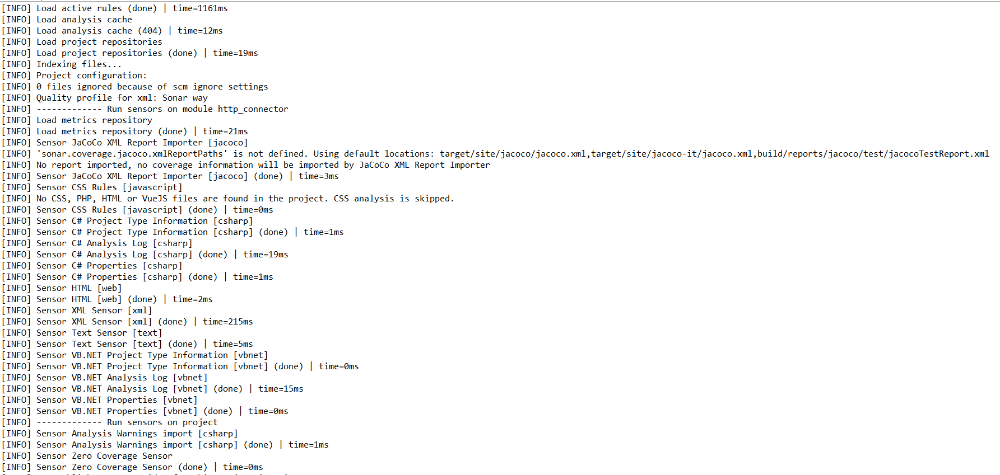 [INFO] Load active rules (done) | time=1161ms
[INFO] Load analysis cache
[INFO] Load analysis cache (404) | time=12ms
[INFO] Load project repositories
[INFO] Load project repositories (done) | time=19ms
[INFO] Indexing files...
[INFO] Project configuration:
[INFO] 0 files ignored because of scm ignore settings
[INFO] Quality profile for xml: Sonar way
[INFO] ------------- Run sensors on module http_connector
[INFO] Load metrics repository
[INFO] Load metrics repository (done) | time=21ms
[INFO] Sensor JaCoCo XML Report Importer [jacoco]
[INFO] 'sonar.coverage.jacoco.xmlReportPaths' is not defined. Using default locations: target/site/jacoco/jacoco.xml,target/site/jacoco-it/jacoco.xml,build/reports/jacoco/test/jacocoTestReport.xml
[INFO] No report imported, no coverage information will be imported by JaCoCo XML Report Importer
[INFO] Sensor JaCoCo XML Report Importer [jacoco] (done) | time=3ms
[INFO] Sensor CSS Rules [javascript]
[INFO] No CSS, PHP, HTML or VueJS files are found in the project. CSS analysis is skipped.
[INFO] Sensor CSS Rules [javascript] (done) | time=0ms
[INFO] Sensor C# Project Type Information [csharp]
[INFO] Sensor C# Project Type Information [csharp] (done) | time=1ms
[INFO] Sensor C# Analysis Log [csharp]
[INFO] Sensor C# Analysis Log [csharp] (done) | time=19ms
[INFO] Sensor C# Properties [csharp]
[INFO] Sensor C# Properties [csharp] (done) | time=1ms
[INFO] Sensor HTML [web]
[INFO] Sensor HTML [web] (done) | time=2ms
[INFO] Sensor XML Sensor [xml]
[INFO] Sensor XML Sensor [xml] (done) | time=215ms
[INFO] Sensor Text Sensor [text]
[INFO] Sensor Text Sensor [text] (done) | time=5ms
[INFO] Sensor VB.NET Project Type Information [vbnet]
[INFO] Sensor VB.NET Project Type Information [vbnet] (done) | time=0ms
[INFO] Sensor VB.NET Analysis Log [vbnet]
[INFO] Sensor VB.NET Analysis Log [vbnet] (done) | time=15ms
[INFO] Sensor VB.NET Properties [vbnet]
[INFO] Sensor VB.NET Properties [vbnet] (done) | time=0ms
[INFO] ------------- Run sensors on project
[INFO] Sensor Analysis Warnings import [csharp]
[INFO] Sensor Analysis Warnings import [csharp] (done) | time=1ms
[INFO] Sensor Zero Coverage Sensor
[INFO] Sensor Zero Coverage Sensor (done) | time=0ms